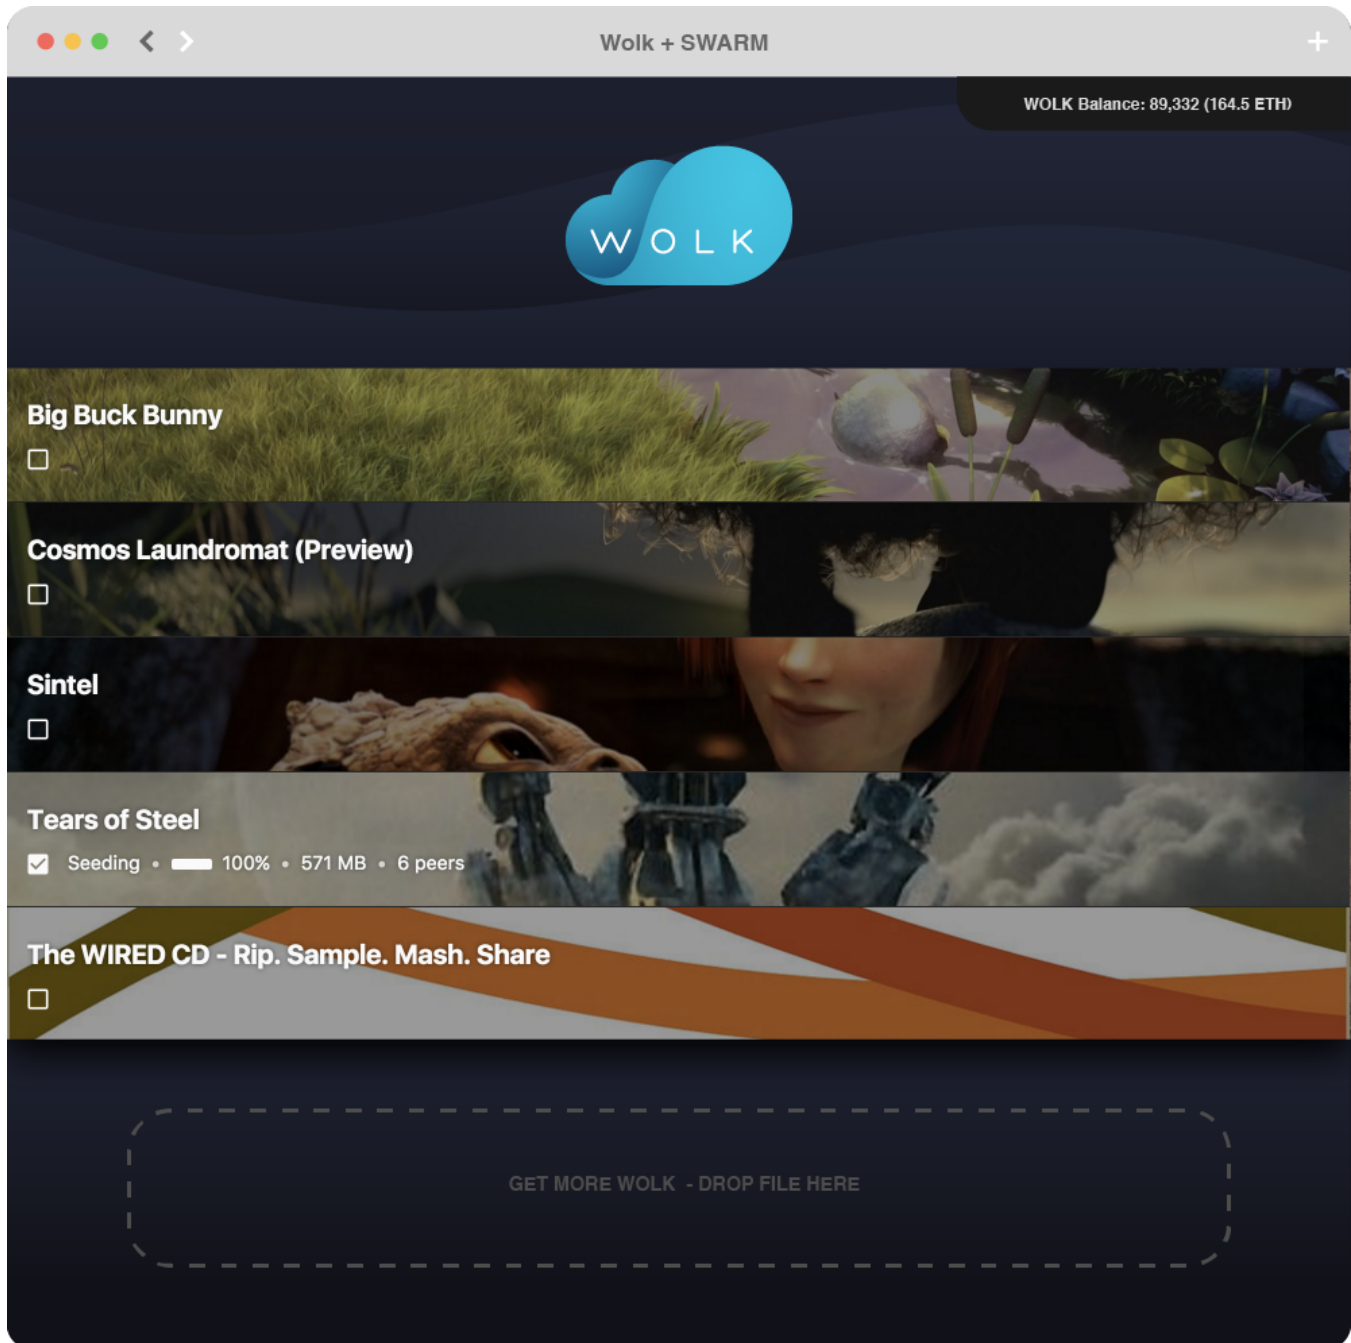 Wolk + SWARM
WOLK Balance: 89,332 (164.5 ETH)
WOLK
Big Buck Bunny
Cosmos Laundromat (Preview)
Sintel
Tears of Steel
Seeding • 100% • 571 MB • 6 peers
The WIRED CD - Rip. Sample. Mash. Share
GET MORE WOLK - DROP FILE HERE